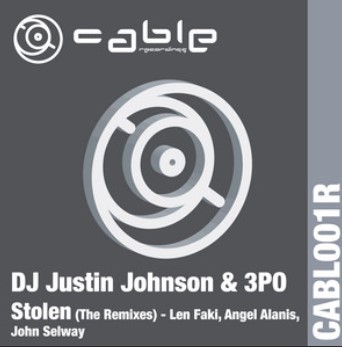 cable
recordings
DJ Justin Johnson & 3PO
Stolen (The Remixes) - Len Faki, Angel Alanis,
John Selway
CABL001R